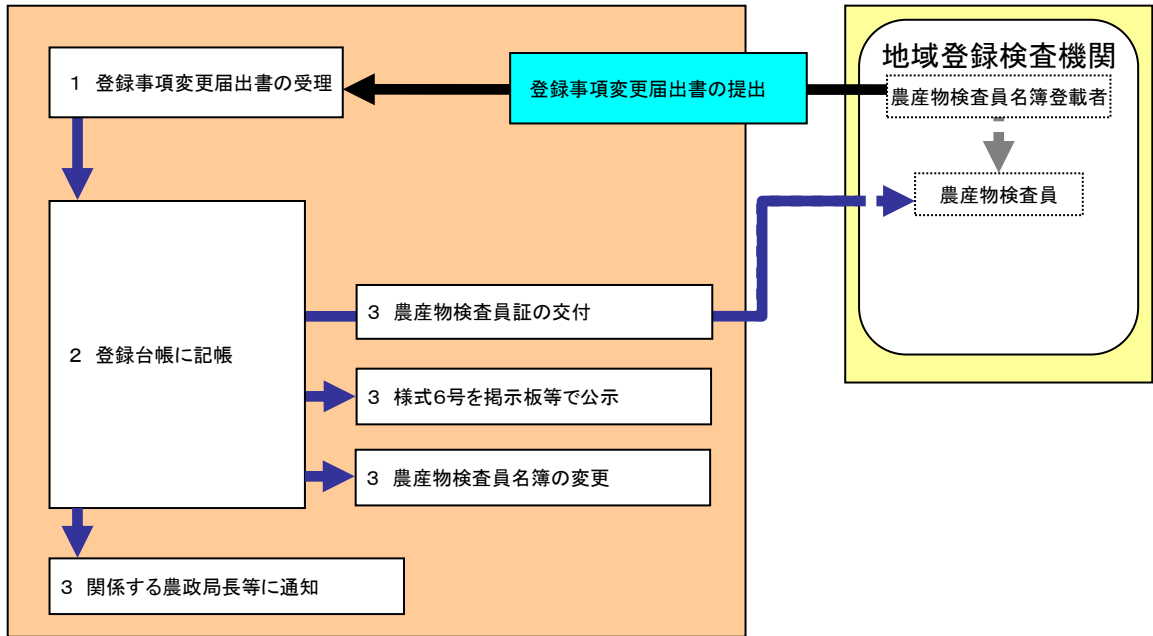 地域登録検査機関
1 登録事項変更届出書の受理
登録事項変更届出書の提出
農産物検査員名簿登載者
農産物検査員
2 登録台帳に記帳
3 農産物検査員証の交付
3 様式6号を掲示板等で公示
3 農産物検査員名簿の変更
3 関係する農政局長等に通知